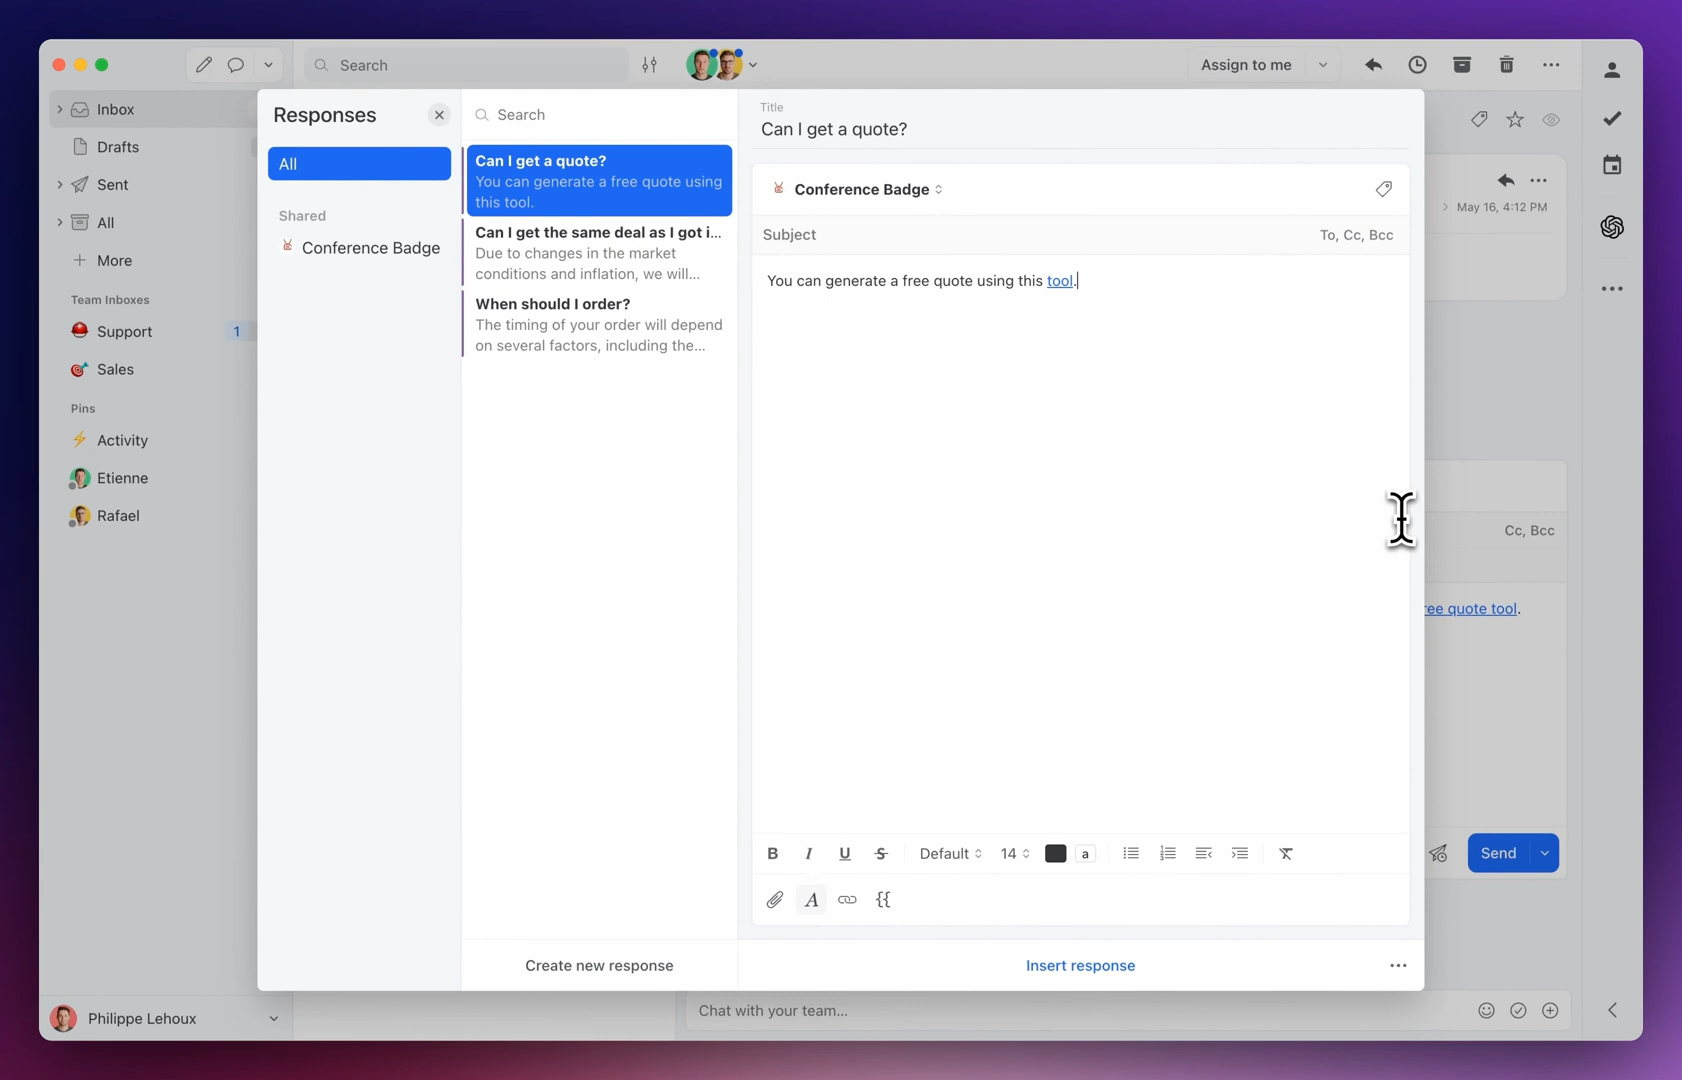 Search
Assign to me
Inbox
Drafts
Sent
All
More
Team Inboxes
Support
1
Sales
Pins
Activity
Etienne
Rafael
Philippe Lehoux
Responses
All
Shared
Conference Badge
Search
Can I get a quote?
You can generate a free quote using
this tool.
Can I get the same deal as I got i...
Due to changes in the market
conditions and inflation, we will...
When should I order?
The timing of your order will depend
on several factors, including the...
Create new response
Title
Can I get a quote?
Conference Badge
Subject
To, Cc, Bcc
You can generate a free quote using this tool.
B I U S Default 14 a
A {{
Insert response
May 16, 4:12 PM
Cc, Bcc
ree quote tool.
Send
Chat with your team...